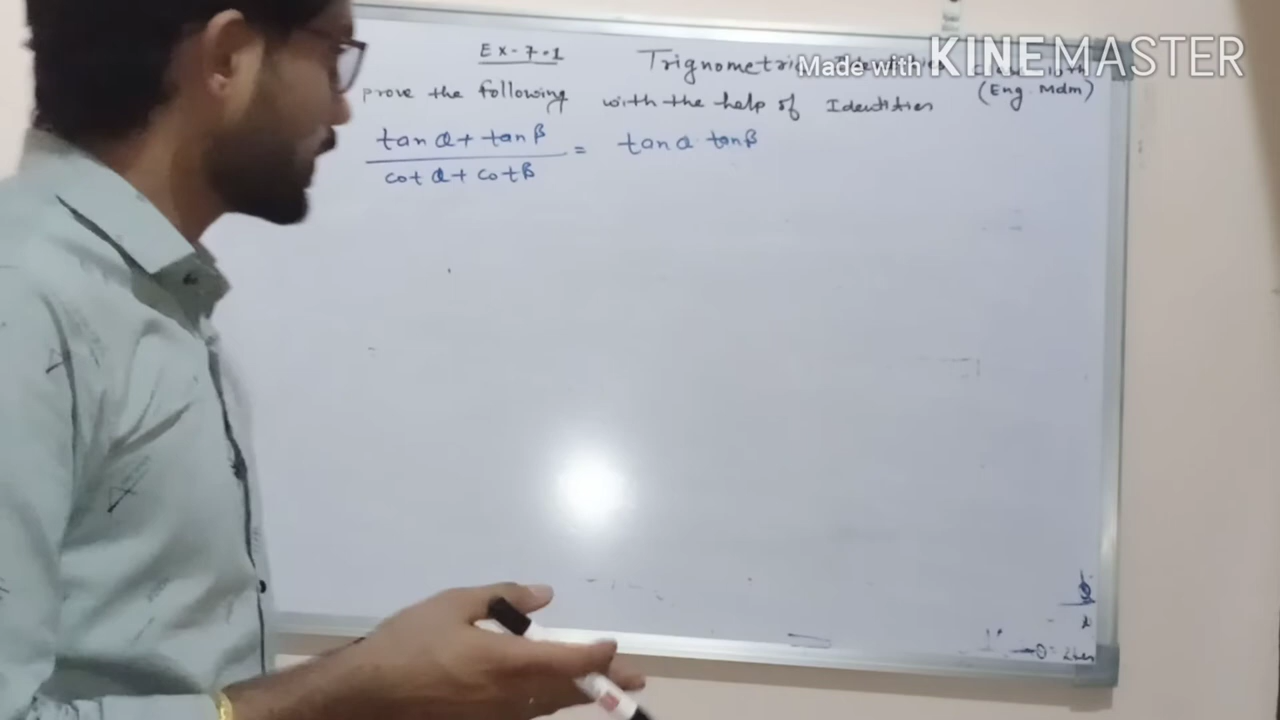 Ex-7.1
Trignometric
Made with KINEMASTER
(Eng. Mdm)
prove the following with the help of Identities
tan α + tan β
= tan α · tan β
cot α + cot β